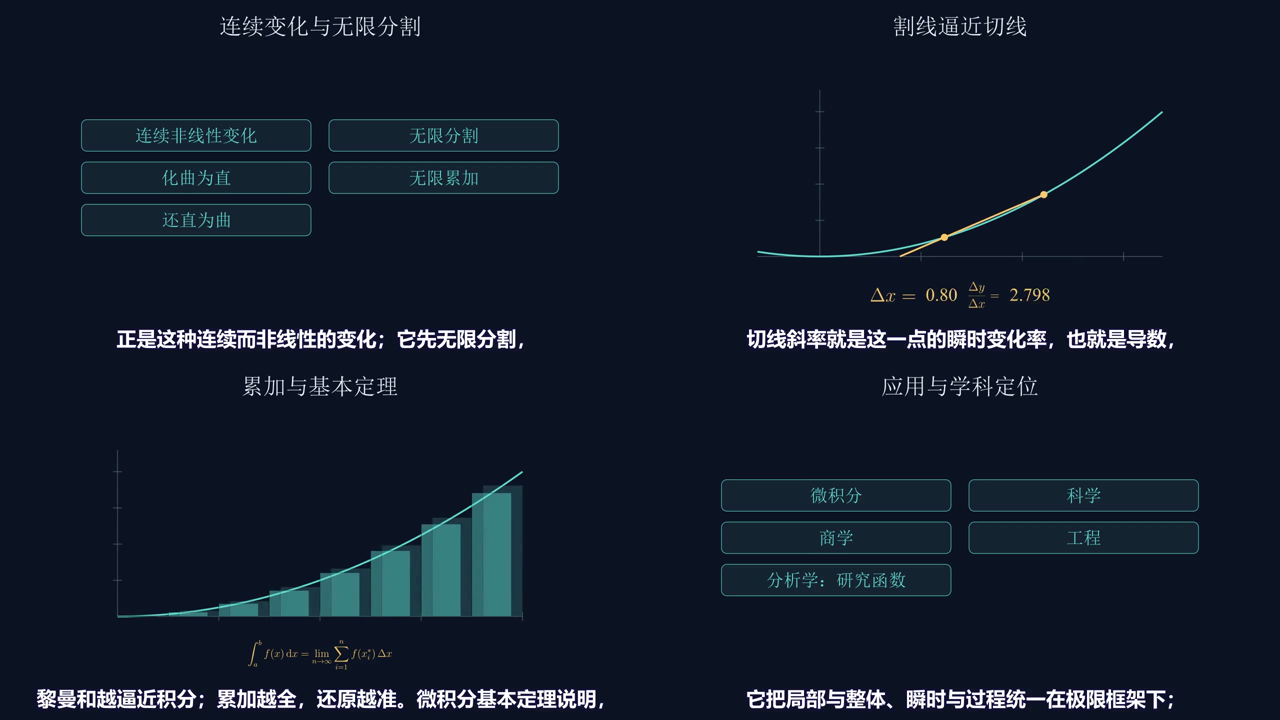 连续变化与无限分割
连续非线性变化
无限分割
化曲为直
无限累加
还直为曲
正是这种连续而非线性的变化；它先无限分割，
割线逼近切线
Δx = 0.80 Δy/Δx = 2.798
切线斜率就是这一点的瞬时变化率，也就是导数，
累加与基本定理
∫_a^b f(x) dx = lim_{n→∞} ∑_{i=1}^n f(x_i^*) Δx
黎曼和越逼近积分；累加越全，还原越准。微积分基本定理说明，
应用与学科定位
微积分
科学
商学
工程
分析学：研究函数
它把局部与整体、瞬时与过程统一在极限框架下；